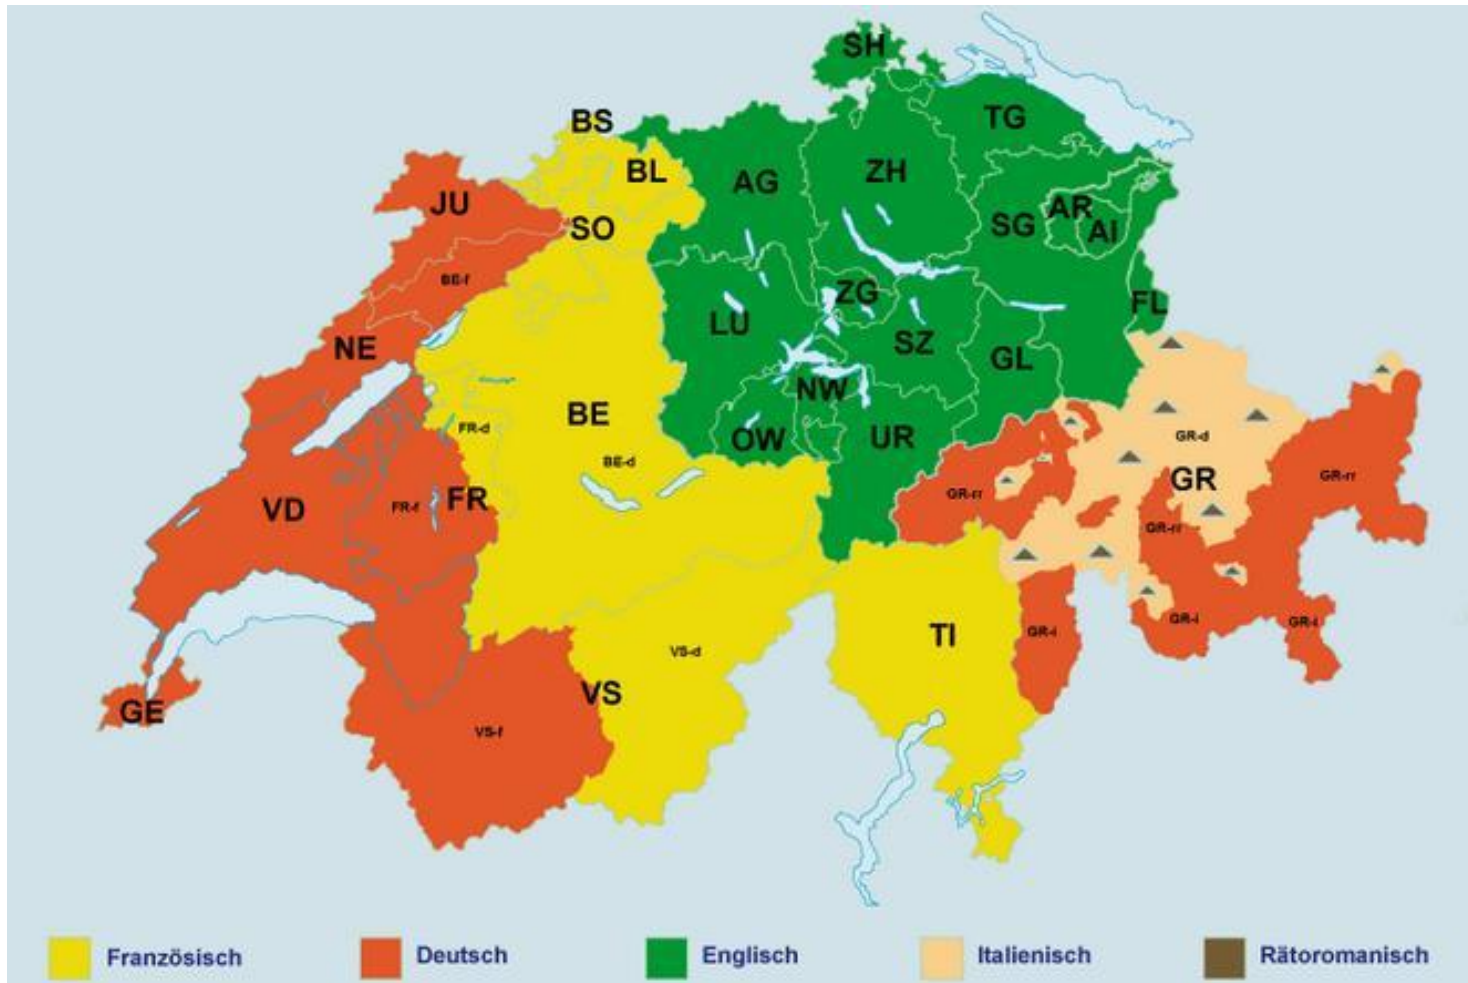 SH
BS
TG
BL
AG
ZH
JU
SO
SG
AR
AI
BE-f
ZG
FL
LU
NE
SZ
GL
NW
BE
FR-d
OW
UR
GR-d
BE-d
GR
GR-rr
GR-rr
VD
FR-f
FR
GR-rr
GR-i
GR-i
GR-i
TI
VS-d
VS
GE
VS-f
Französisch
Deutsch
Englisch
Italienisch
Rätoromanisch